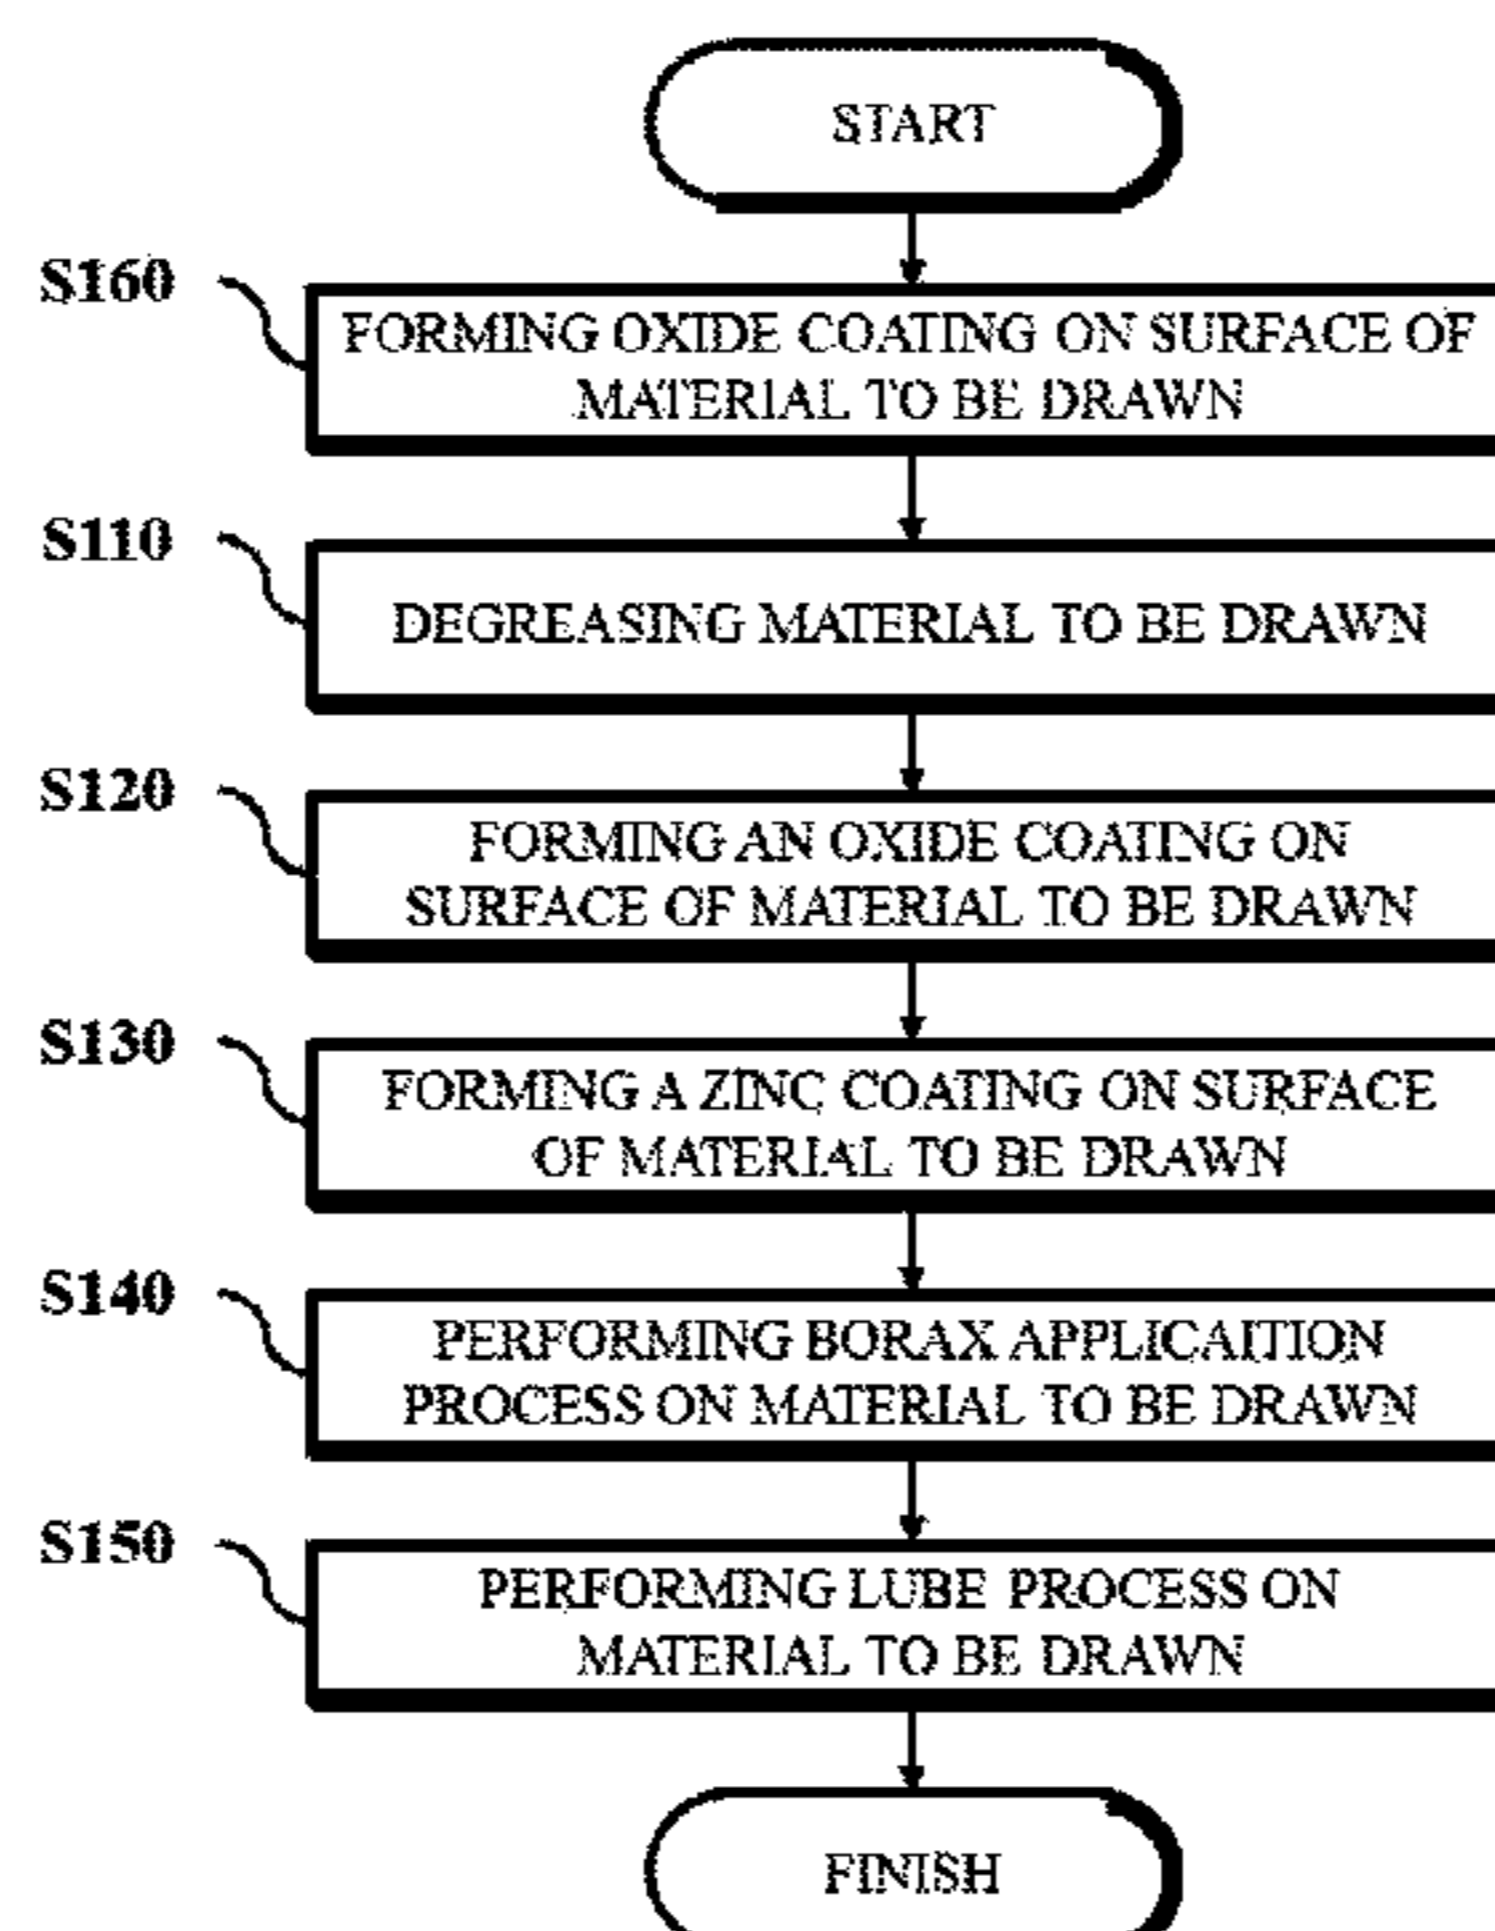 START
S160
FORMING OXIDE COATING ON SURFACE OF
MATERIAL TO BE DRAWN
S110
DEGREASING MATERIAL TO BE DRAWN
S120
FORMING AN OXIDE COATING ON
SURFACE OF MATERIAL TO BE DRAWN
S130
FORMING A ZINC COATING ON SURFACE
OF MATERIAL TO BE DRAWN
S140
PERFORMING BORAX APPLICAITION
PROCESS ON MATERIAL TO BE DRAWN
S150
PERFORMING LUBE PROCESS ON
MATERIAL TO BE DRAWN
FINISH